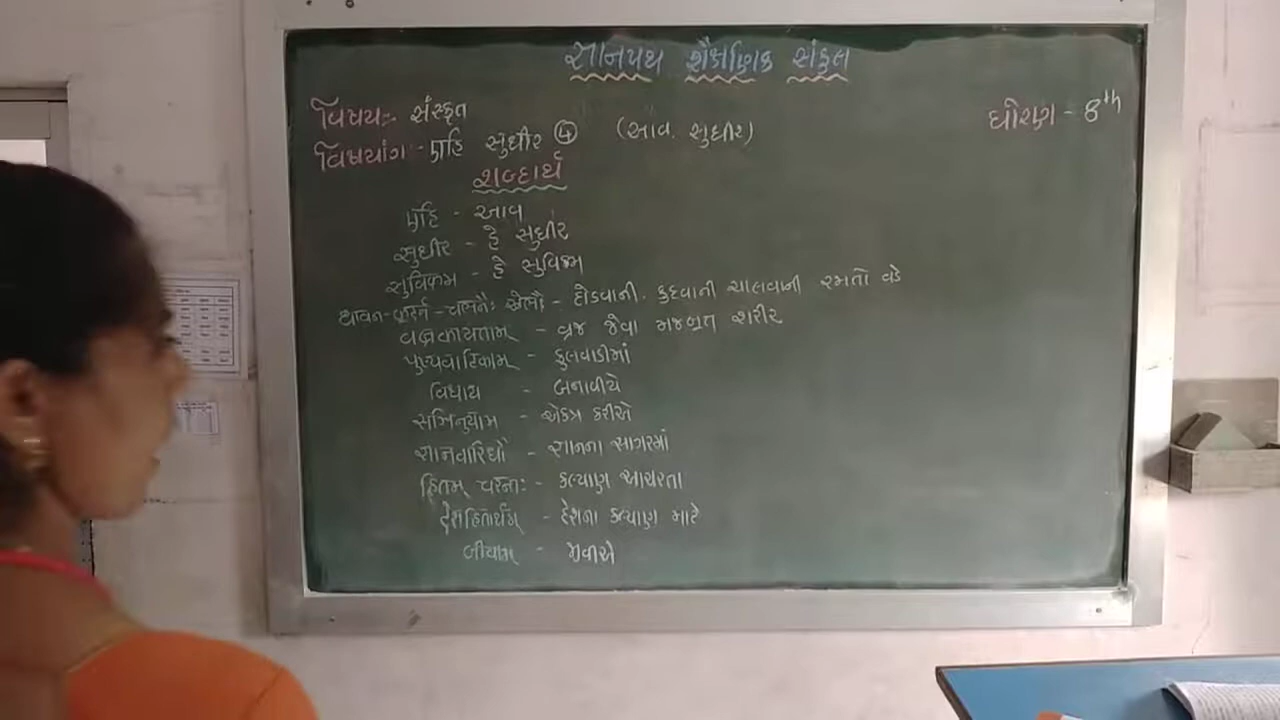 જ્ઞાનપથ શૈક્ષણિક સંકુલ
વિષય:- સંસ્કૃત
ધોરણ - 8th
વિષયાંગ:- એહિ સુધીર ④ (આવ. સુધીર)
શબ્દાર્થ
એહિ - આવ
સુધીર - હે સુધીર
સુવિક્રમ - હે સુવિક્રમ
ધાવન-કૂર્દન-ચલનૈઃ ખેલૈઃ - દોડવાની. કુદવાની ચાલવાની રમતો વડે
વજ્રકાયતામ્ - વ્રજ જેવા મજબૂત શરીર
પુષ્પવાટિકામ્ - ફુલવાડીમાં
વિધાય - બનાવીયે
- એકત્ર કરીએ
જ્ઞાનવારિધૌ - જ્ઞાનના સાગરમાં
હિતમ્ ચરન્તઃ - કલ્યાણ આચરતા
દેશહિતાર્થમ્ - દેશના કલ્યાણ માટે